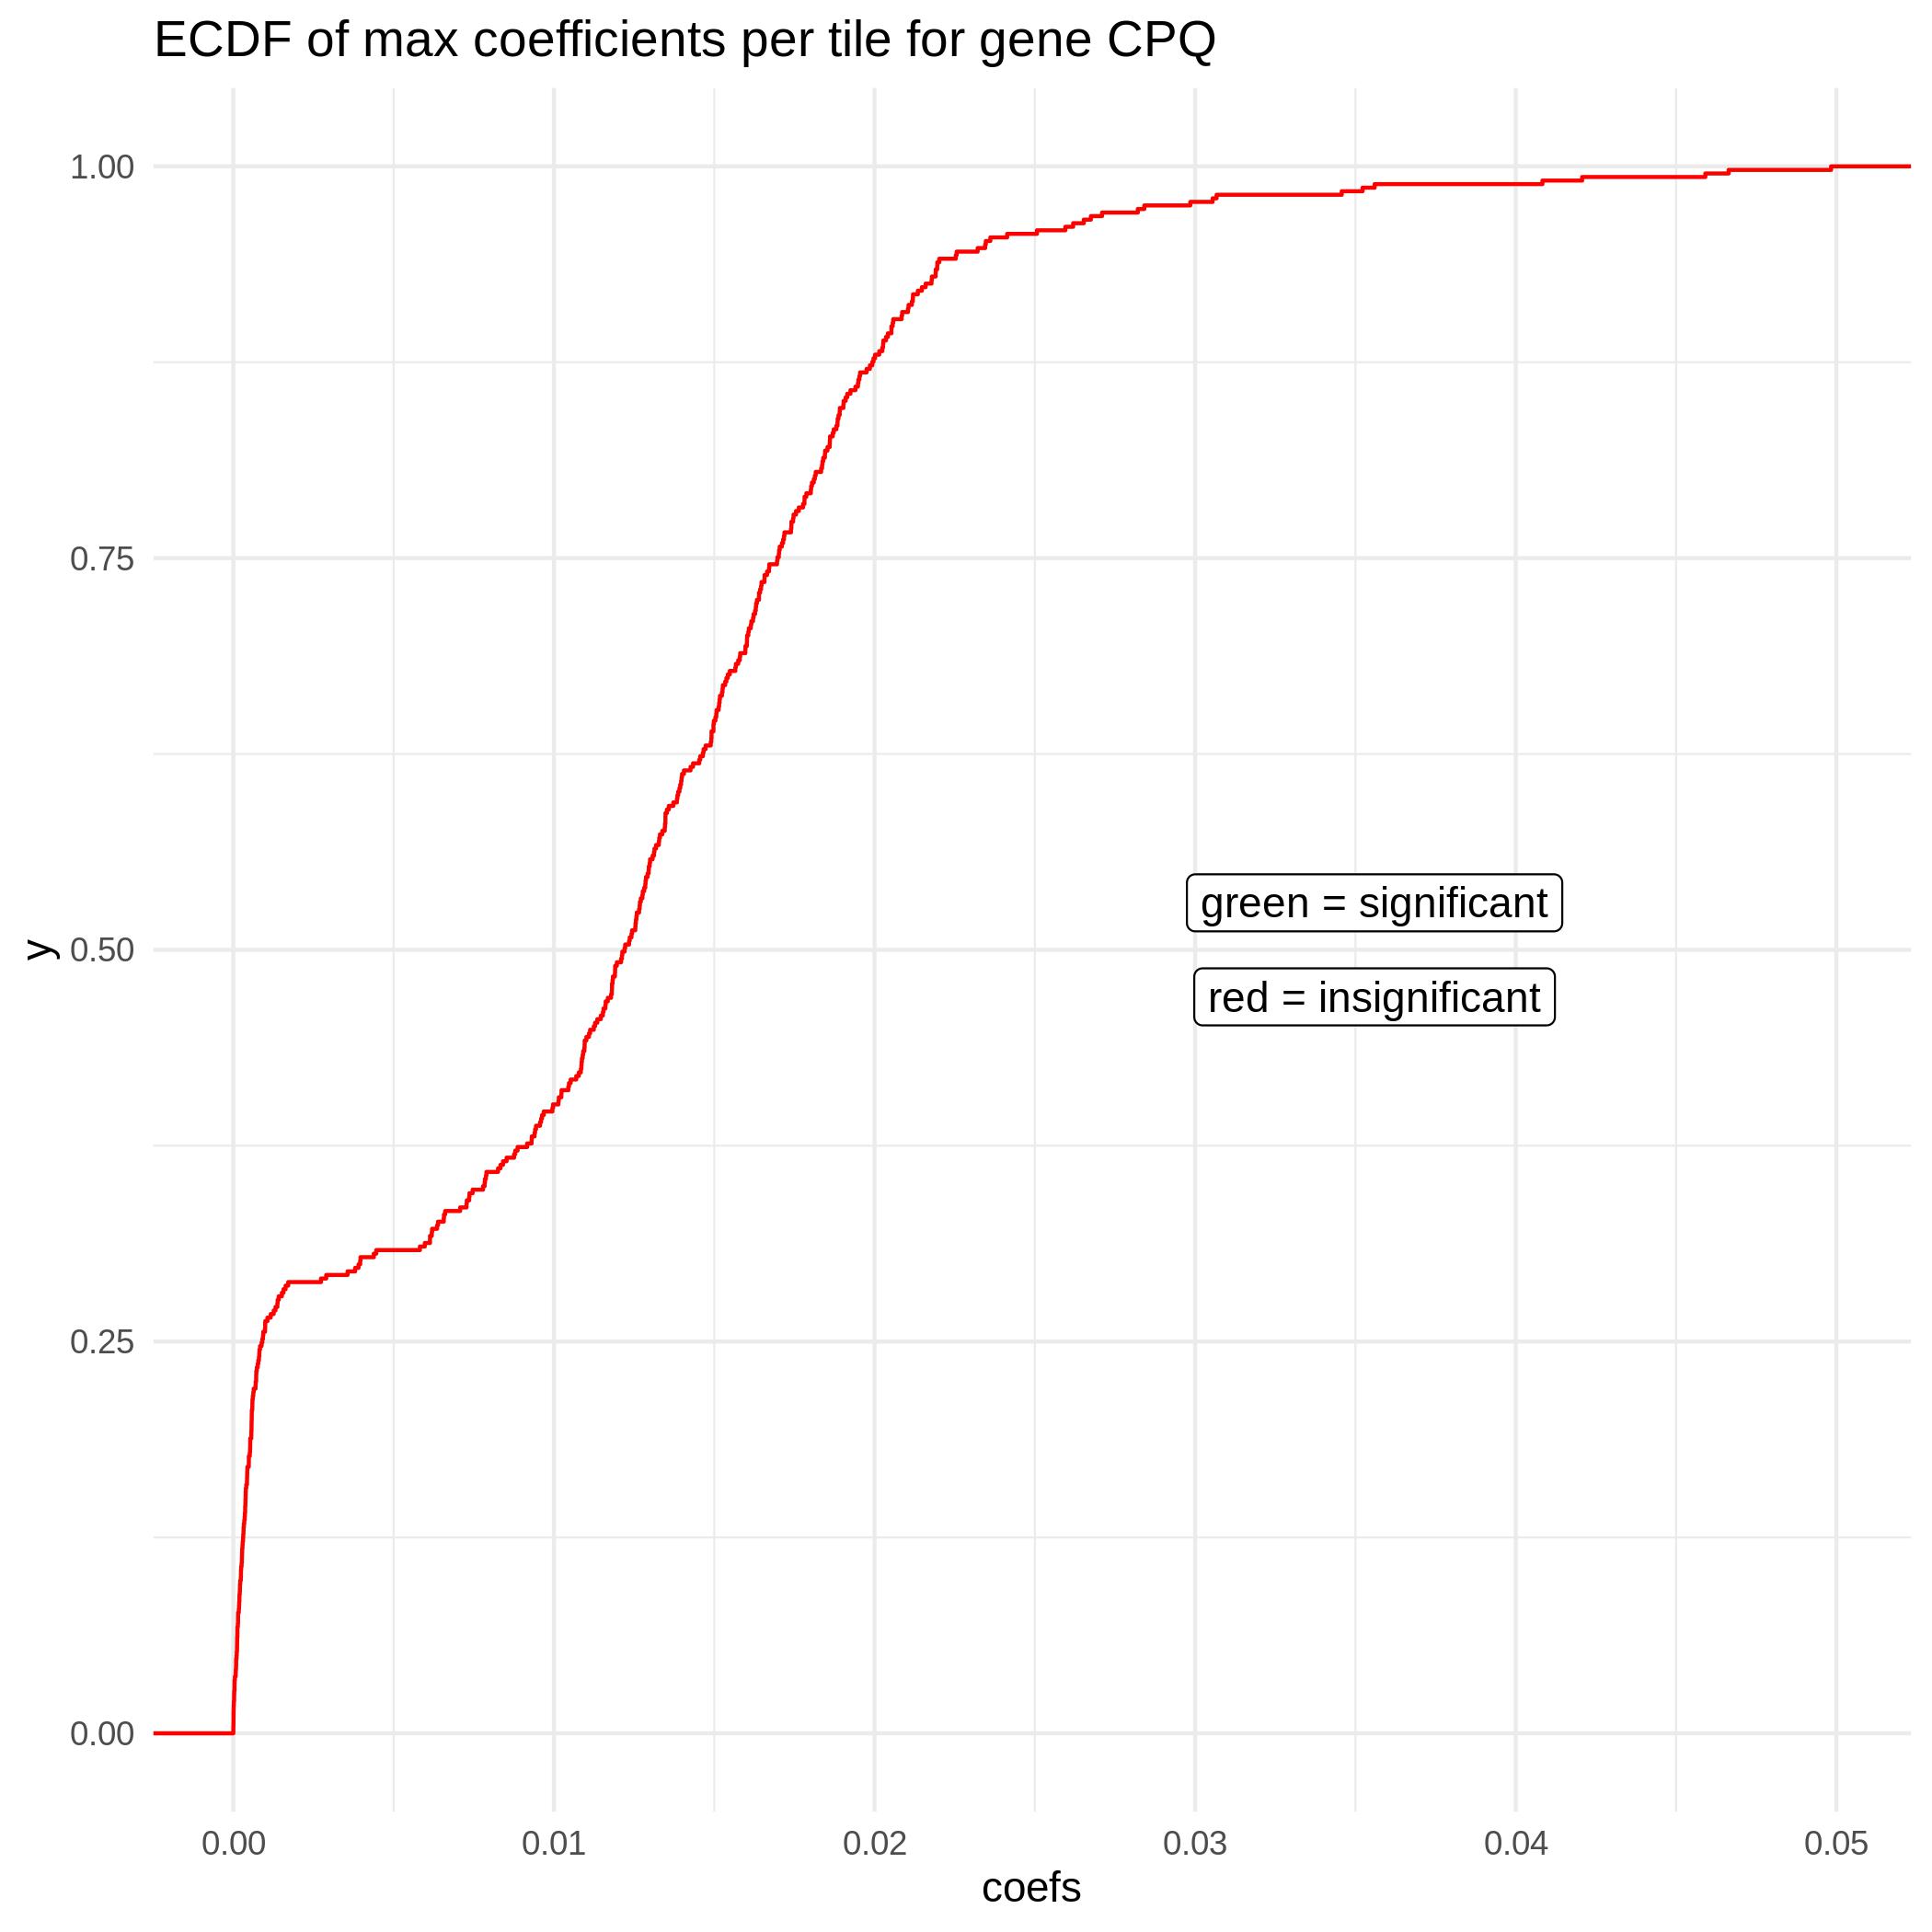 ECDF of max coefficients per tile for gene CPQ
1.00
0.75
0.50
0.25
0.00
y
green = significant
red = insignificant
0.00 0.01 0.02 0.03 0.04 0.05
coefs